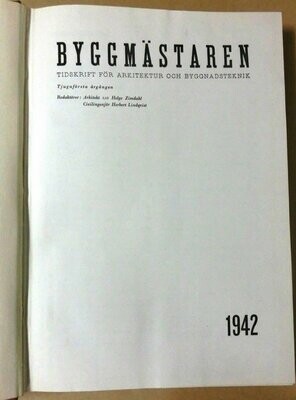 BYGGMÄSTAREN
TIDSKRIFT FÖR ARKITEKTUR OCH BYGGNADSTEKNIK
Tjugoförsta årgången
Redaktörer: Arkitekt SAR Helge Zimdahl
Civilingenjör Herbert Lindqvist
1942